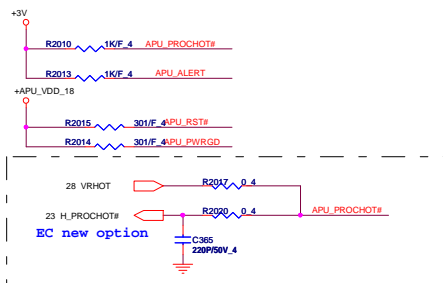 +3V
R2010 1K/F_4 APU_PROCHOT#
R2013 1K/F_4 APU_ALERT
+APU_VDD_18
R2015 301/F_4 APU_RST#
R2014 301/F_4 APU_PWRGD
28 VRHOT R2017 0_4
23 H_PROCHOT# R2020 0_4 APU_PROCHOT#
EC new option
C365
220P/50V_4